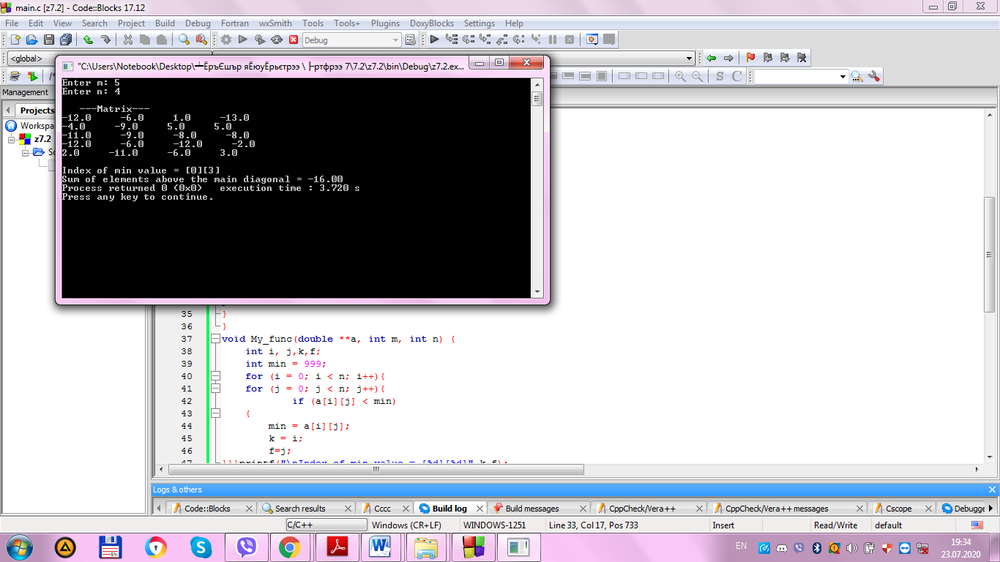 main.c [z7.2] - Code::Blocks 17.12
File Edit View Search Project Build Debug Fortran wxSmith Tools Tools+ Plugins DoxyBlocks Settings Help
Debug
<global>
"C:\Users\Notebook\Desktop\ 7\7.2\z7.2\bin\Debug\z7.2.ex...
Enter m: 5
Enter n: 4
---Matrix---
-12.0 -6.0 1.0 -13.0
-4.0 -9.0 5.0 5.0
-11.0 -9.0 -8.0 -8.0
-12.0 -6.0 -12.0 -2.0
2.0 -11.0 -6.0 3.0
Index of min value = [0][3]
Sum of elements above the main diagonal = -16.00
Process returned 0 (0x0) execution time : 3.720 s
Press any key to continue.
Management
Projects
Workspa
z7.2
So
35 }
36 }
37 void My_func(double **a, int m, int n) {
38 int i, j,k,f;
39 int min = 999;
40 for (i = 0; i < n; i++){
41 for (j = 0; j < n; j++){
42 if (a[i][j] < min)
43 {
44 min = a[i][j];
45 k = i;
46 f=j;
47 }}}printf("\nIndex of min value = [%d][%d]",k,f);
Logs & others
Code::Blocks Search results Cccc Build log Build messages CppCheck/Vera++ CppCheck/Vera++ messages Cscope Debugge
C/C++ Windows (CR+LF) WINDOWS-1251 Line 33, Col 17, Pos 733 Insert Read/Write default
EN
19:34
23.07.2020